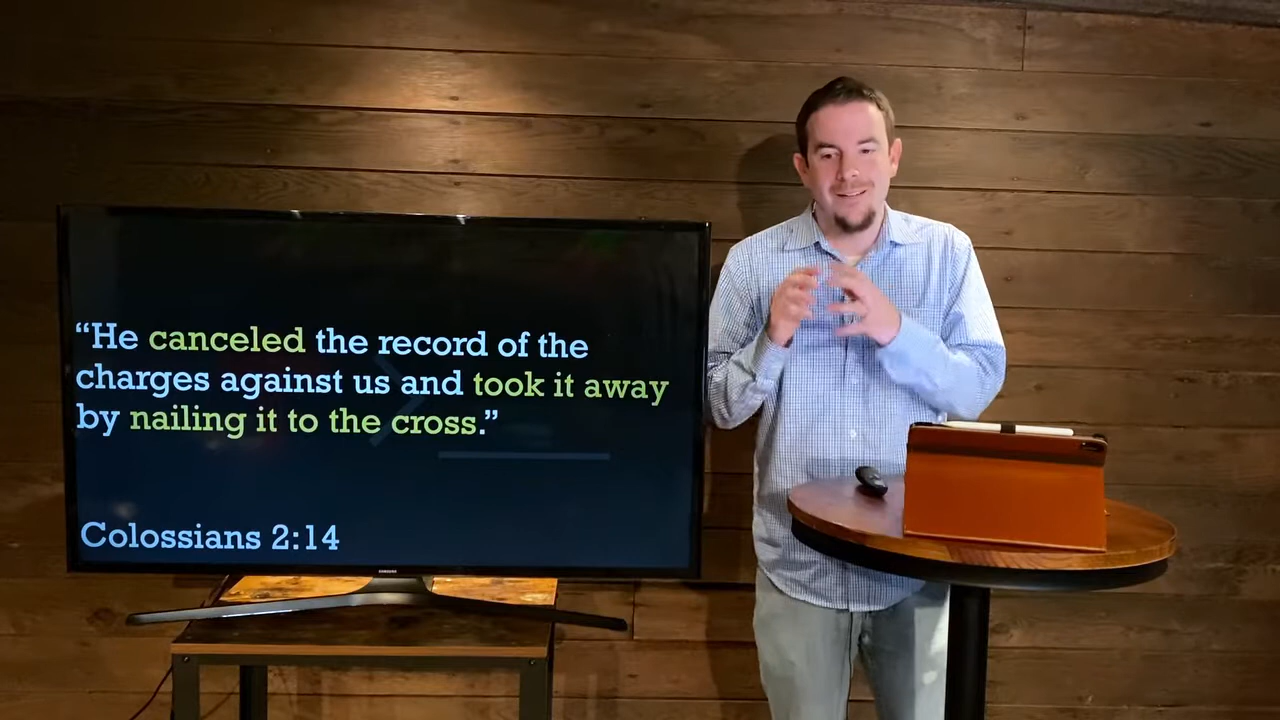 “He canceled the record of the
charges against us and took it away
by nailing it to the cross.”
Colossians 2:14
SAMSUNG